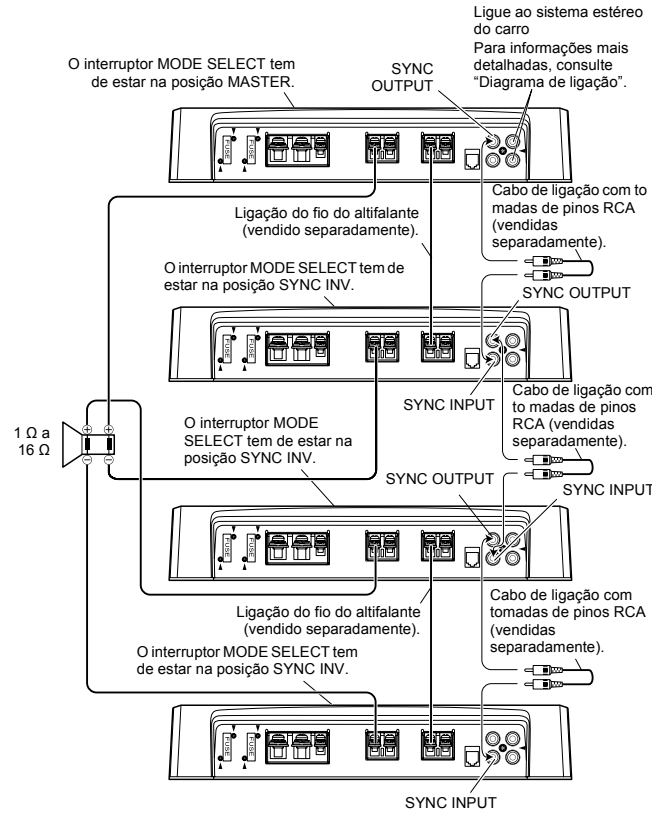 Ligue ao sistema estéreo
do carro
Para informações mais
detalhadas, consulte
“Diagrama de ligação”.
O interruptor MODE SELECT tem
de estar na posição MASTER.
SYNC
OUTPUT
FUSE
FUSE
Cabo de ligação com to
madas de pinos RCA
(vendidas
separadamente).
Ligação do fio do altifalante
(vendido separadamente).
O interruptor MODE SELECT tem de
estar na posição SYNC INV.
SYNC OUTPUT
FUSE
FUSE
SYNC INPUT
Cabo de ligação com
to madas de pinos
RCA (vendidas
separadamente).
O interruptor MODE
SELECT tem de estar na
posição SYNC INV.
1 Ω a
16 Ω
SYNC OUTPUT
SYNC INPUT
FUSE
FUSE
Cabo de ligação com
tomadas de pinos RCA
(vendidas
separadamente).
Ligação do fio do altifalante
(vendido separadamente).
O interruptor MODE SELECT tem
de estar na posição SYNC INV.
FUSE
FUSE
SYNC INPUT